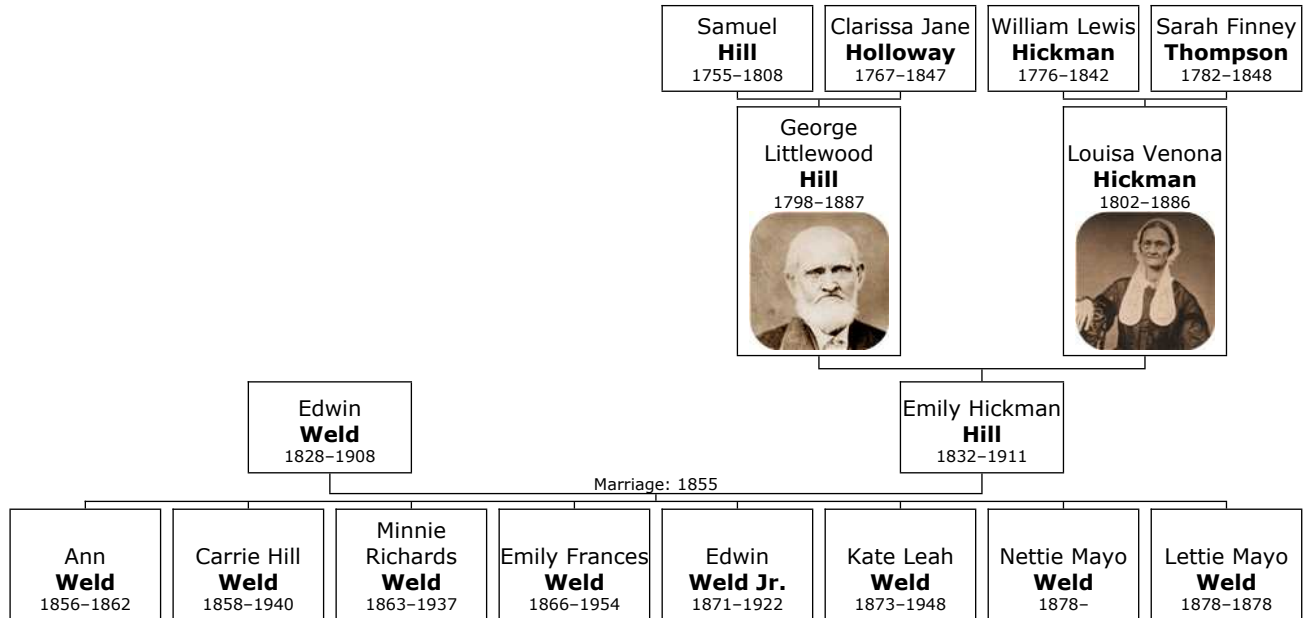 Samuel
Hill
1755–1808
Clarissa Jane
Holloway
1767–1847
William Lewis
Hickman
1776–1842
Sarah Finney
Thompson
1782–1848
George
Littlewood
Hill
1798–1887
Louisa Venona
Hickman
1802–1886
Edwin
Weld
1828–1908
Emily Hickman
Hill
1832–1911
Marriage: 1855
Ann
Weld
1856–1862
Carrie Hill
Weld
1858–1940
Minnie
Richards
Weld
1863–1937
Emily Frances
Weld
1866–1954
Edwin
Weld Jr.
1871–1922
Kate Leah
Weld
1873–1948
Nettie Mayo
Weld
1878–
Lettie Mayo
Weld
1878–1878